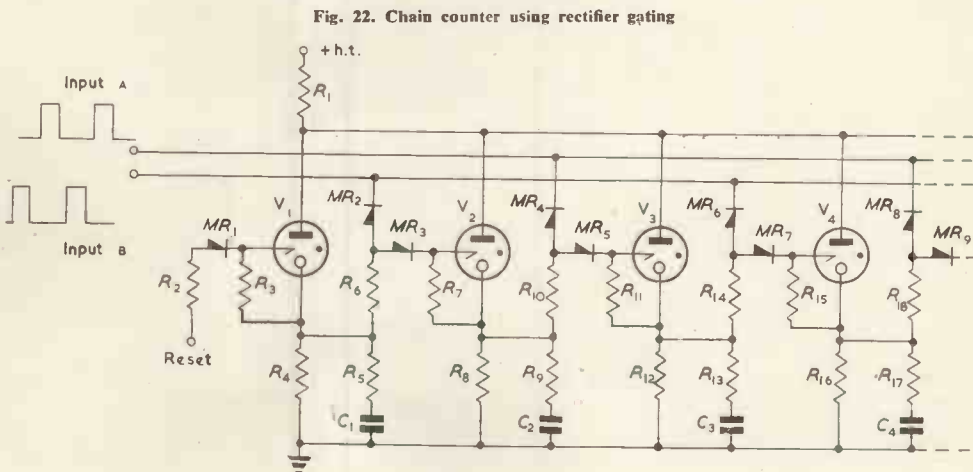 Fig. 22. Chain counter using rectifier gating
+h.t.
Input A
R1
Input B
MR1
V1
MR2
MR3
V2
MR4
MR5
V3
MR6
MR7
V4
MR8
MR9
R2
R3
R6
R7
R10
R11
R14
R15
R18
Reset
R4
R5
R8
R9
R12
R13
R16
R17
C1
C2
C3
C4